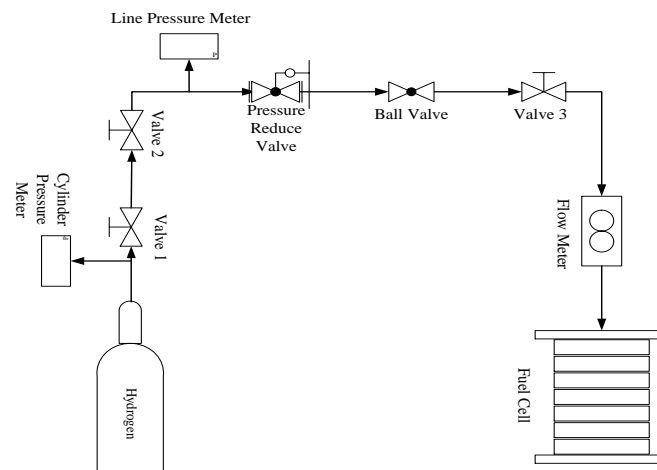 Line Pressure Meter
P
Pressure
Reduce
Valve
Ball Valve
Valve 3
Valve 2
Cylinder
Pressure
Meter
P
Valve 1
Flow Meter
Hydrogen
Fuel Cell